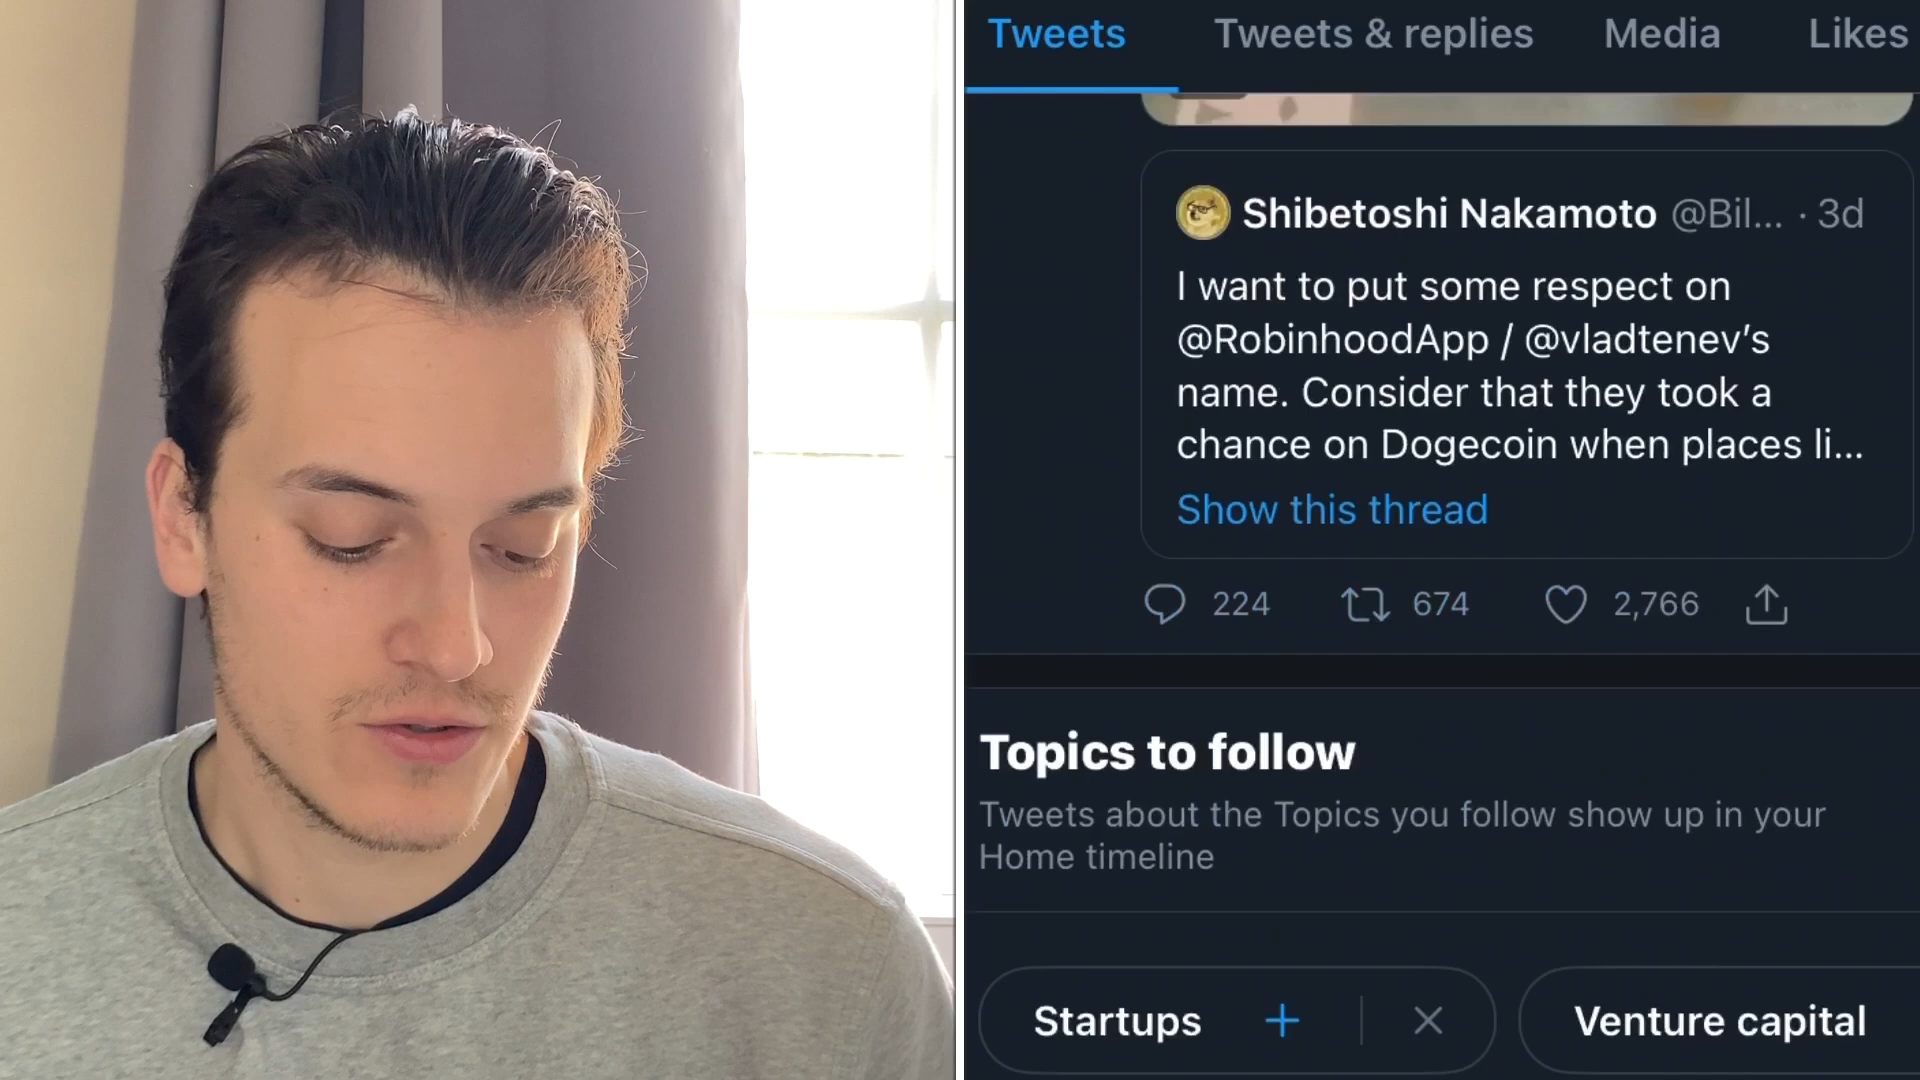 Tweets Tweets & replies Media Likes
Shibetoshi Nakamoto @Bil... · 3d
I want to put some respect on
@RobinhoodApp / @vladtenev’s
name. Consider that they took a
chance on Dogecoin when places li...
Show this thread
224 674 2,766
Topics to follow
Tweets about the Topics you follow show up in your
Home timeline
Startups Venture capital